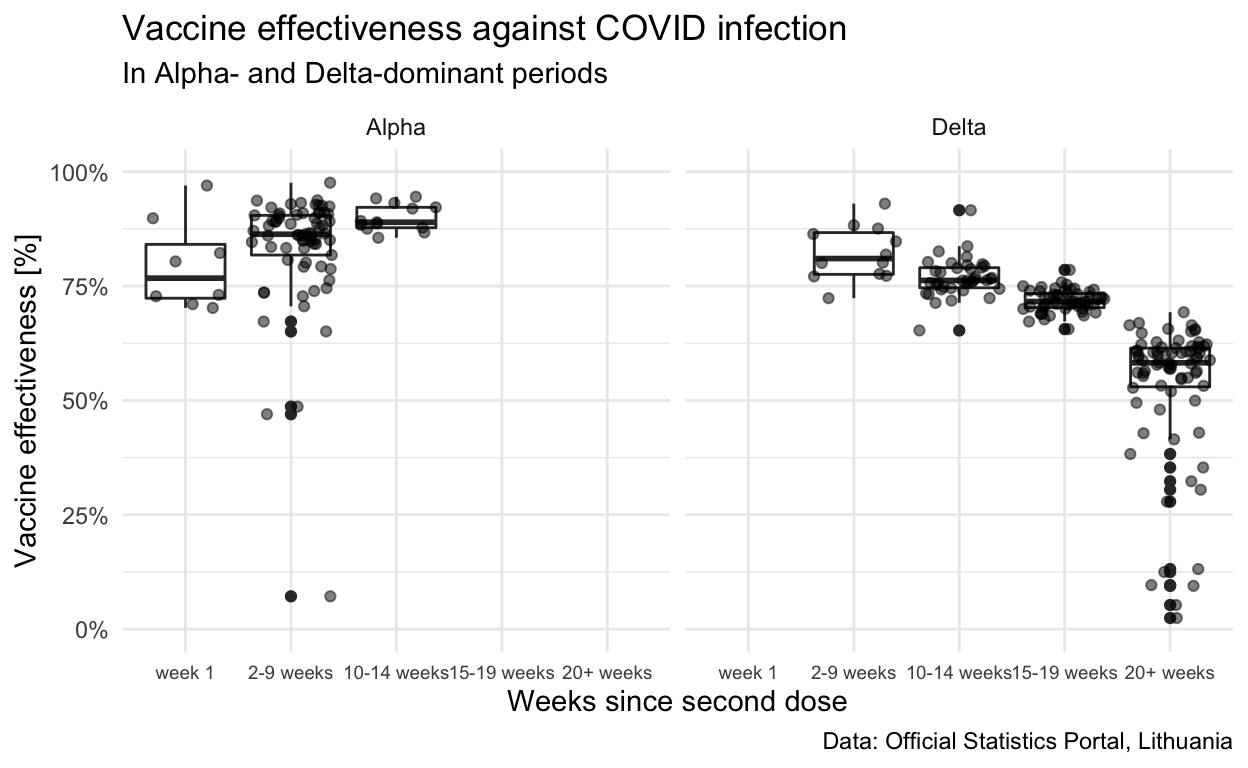 Vaccine effectiveness against COVID infection
In Alpha- and Delta-dominant periods
Alpha
Delta
100%
75%
50%
25%
0%
Vaccine effectiveness [%]
week 1 2-9 weeks 10-14 weeks 15-19 weeks 20+ weeks
week 1 2-9 weeks 10-14 weeks 15-19 weeks 20+ weeks
Weeks since second dose
Data: Official Statistics Portal, Lithuania